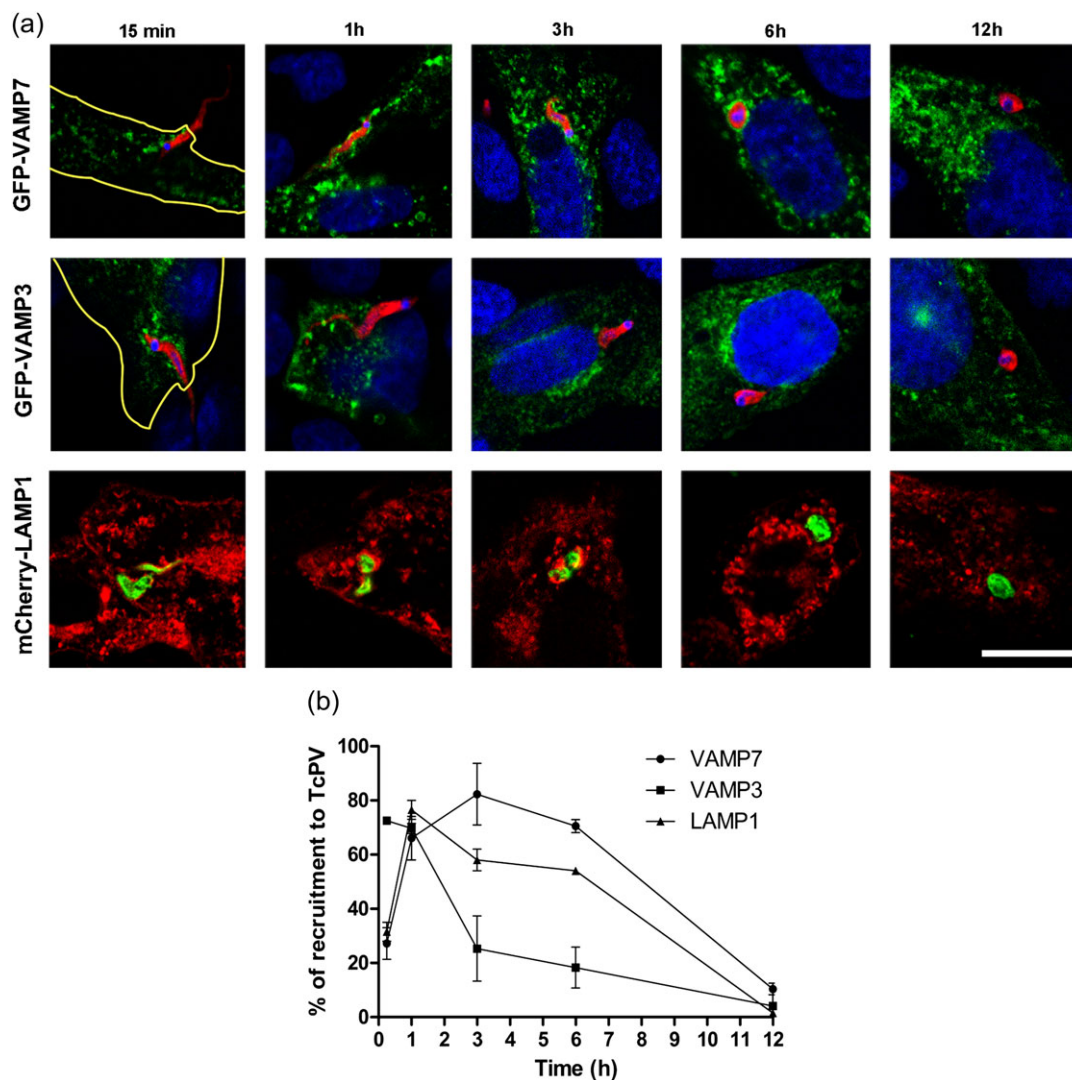 (a)
15 min 1h 3h 6h 12h
GFP-VAMP7
GFP-VAMP3
mCherry-LAMP1
(b)
% of recruitment to TcPV
100
80
60
40
20
0
VAMP7
VAMP3
LAMP1
0 1 2 3 4 5 6 7 8 9 10 11 12
Time (h)